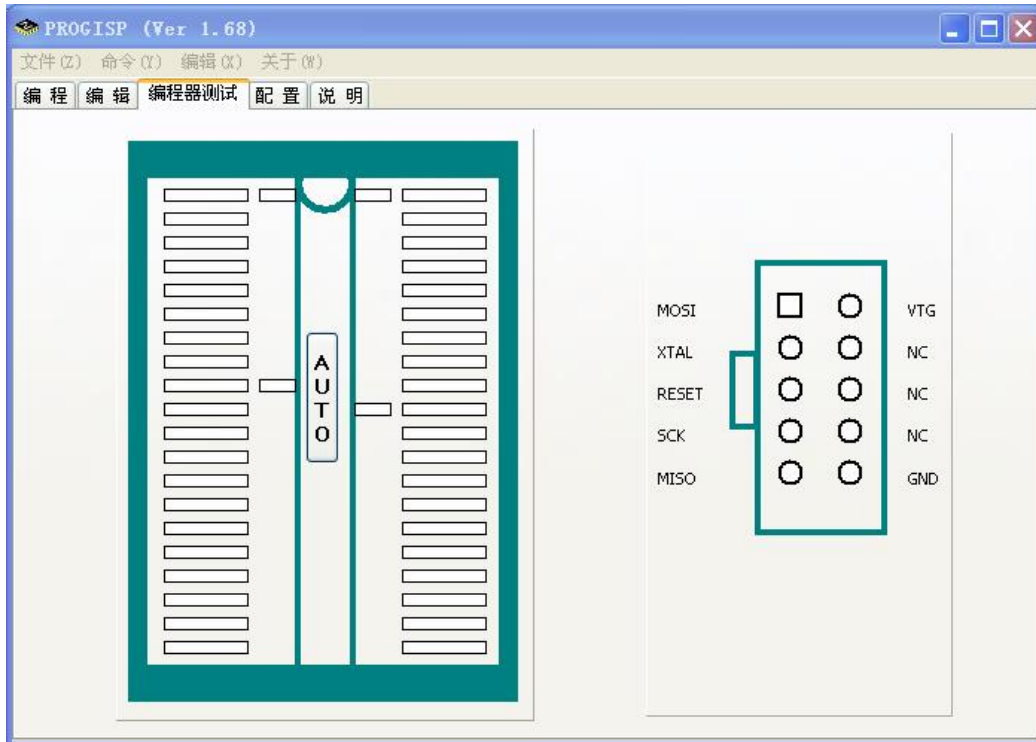 PROGISP (Ver 1.68)
文件(Z) 命令(Y) 编辑(X) 关于(W)
编 程 编 辑 编程器测试 配 置 说 明
A
U
T
O
MOSI VTG
XTAL NC
RESET NC
SCK NC
MISO GND